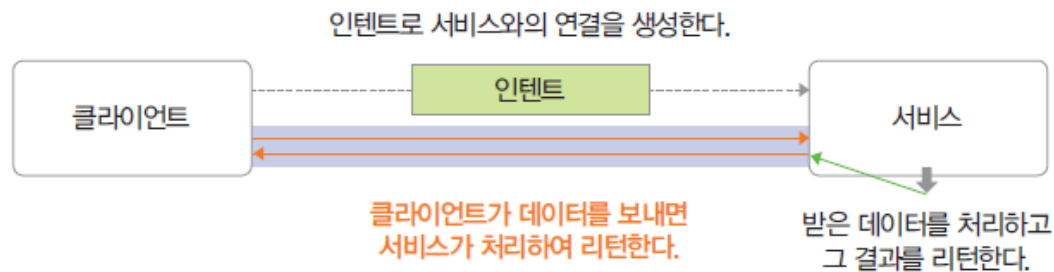 인텐트로 서비스와의 연결을 생성한다.
인텐트
클라이언트
서비스
클라이언트가 데이터를 보내면
서비스가 처리하여 리턴한다.
받은 데이터를 처리하고
그 결과를 리턴한다.